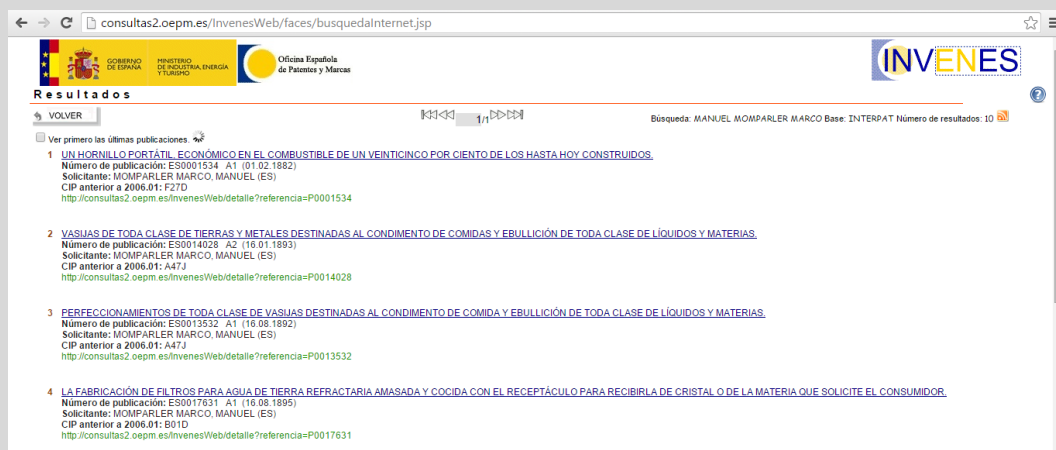 consultas2.oepm.es/InvenesWeb/faces/busquedaInternet.jsp
GOBIERNO DE ESPAÑA
MINISTERIO DE INDUSTRIA, ENERGÍA Y TURISMO
Oficina Española de Patentes y Marcas
INVENES
Resultados
VOLVER
1/1
Búsqueda: MANUEL MOMPARLER MARCO Base: INTERPAT Número de resultados: 10
Ver primero las últimas publicaciones.
1 UN HORNILLO PORTÁTIL, ECONÓMICO EN EL COMBUSTIBLE DE UN VEINTICINCO POR CIENTO DE LOS HASTA HOY CONSTRUIDOS.
Número de publicación: ES0001534 A1 (01.02.1882)
Solicitante: MOMPARLER MARCO, MANUEL (ES)
CIP anterior a 2006.01: F27D
http://consultas2.oepm.es/InvenesWeb/detalle?referencia=P0001534
2 VASIJAS DE TODA CLASE DE TIERRAS Y METALES DESTINADAS AL CONDIMENTO DE COMIDAS Y EBULLICIÓN DE TODA CLASE DE LÍQUIDOS Y MATERIAS.
Número de publicación: ES0014028 A2 (16.01.1893)
Solicitante: MOMPARLER MARCO, MANUEL (ES)
CIP anterior a 2006.01: A47J
http://consultas2.oepm.es/InvenesWeb/detalle?referencia=P0014028
3 PERFECCIONAMIENTOS DE TODA CLASE DE VASIJAS DESTINADAS AL CONDIMENTO DE COMIDA Y EBULLICIÓN DE TODA CLASE DE LÍQUIDOS Y MATERIAS.
Número de publicación: ES0013532 A1 (16.08.1892)
Solicitante: MOMPARLER MARCO, MANUEL (ES)
CIP anterior a 2006.01: A47J
http://consultas2.oepm.es/InvenesWeb/detalle?referencia=P0013532
4 LA FABRICACIÓN DE FILTROS PARA AGUA DE TIERRA REFRACTARIA AMASADA Y COCIDA CON EL RECEPTÁCULO PARA RECIBIRLA DE CRISTAL O DE LA MATERIA QUE SOLICITE EL CONSUMIDOR.
Número de publicación: ES0017631 A1 (16.08.1895)
Solicitante: MOMPARLER MARCO, MANUEL (ES)
CIP anterior a 2006.01: B01D
http://consultas2.oepm.es/InvenesWeb/detalle?referencia=P0017631